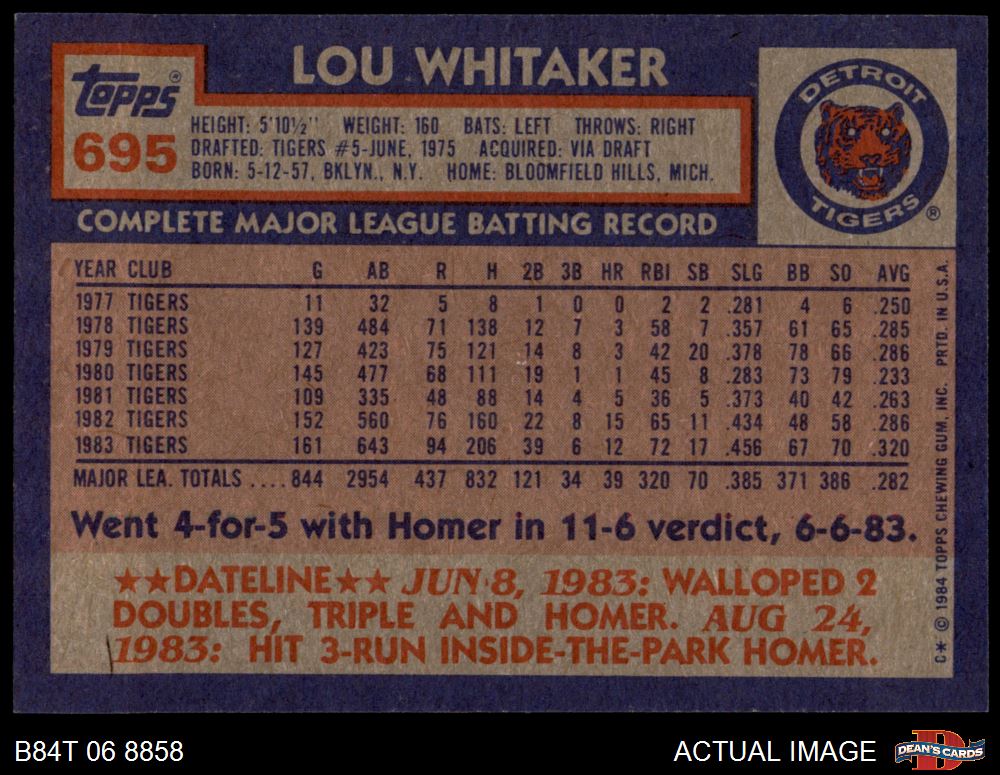 LOU WHITAKER
topps®
695
HEIGHT: 5'10½" WEIGHT: 160 BATS: LEFT THROWS: RIGHT
DRAFTED: TIGERS #5-JUNE, 1975 ACQUIRED: VIA DRAFT
BORN: 5-12-57, BKLYN., N.Y. HOME: BLOOMFIELD HILLS, MICH.
DETROIT
TIGERS ®
COMPLETE MAJOR LEAGUE BATTING RECORD
YEAR CLUB G AB R H 2B 3B HR RBI SB SLG BB SO AVG
1977 TIGERS 11 32 5 8 1 0 0 2 2 .281 4 6 .250
1978 TIGERS 139 484 71 138 12 7 3 58 7 .357 61 65 .285
1979 TIGERS 127 423 75 121 14 8 3 42 20 .378 78 66 .286
1980 TIGERS 145 477 68 111 19 1 1 45 8 .283 73 79 .233
1981 TIGERS 109 335 48 88 14 4 5 36 5 .373 40 42 .263
1982 TIGERS 152 560 76 160 22 8 15 65 11 .434 48 58 .286
1983 TIGERS 161 643 94 206 39 6 12 72 17 .456 67 70 .320
MAJOR LEA. TOTALS .... 844 2954 437 832 121 34 39 320 70 .385 371 386 .282
Went 4-for-5 with Homer in 11-6 verdict, 6-6-83.
★★DATELINE★★ JUN 8, 1983: WALLOPED 2
DOUBLES, TRIPLE AND HOMER. AUG 24,
1983: HIT 3-RUN INSIDE-THE-PARK HOMER.
C* © 1984 TOPPS CHEWING GUM, INC. PRTD. IN U.S.A.
B84T 06 8858
ACTUAL IMAGE
DEAN'S CARDS